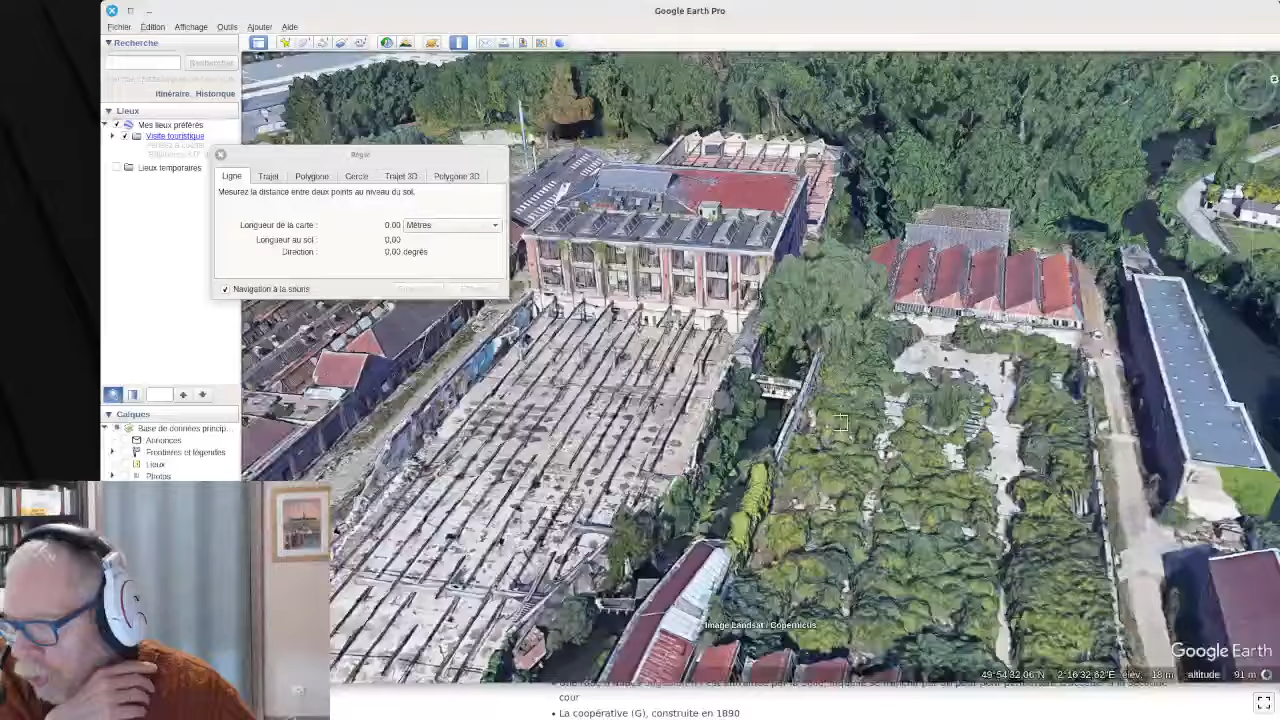 Google Earth Pro
Fichier Édition Affichage Outils Ajouter Aide
Recherche
Rechercher
Itinéraire Historique
Lieux
Mes lieux préférés
Visite touristique
Lieux temporaires
Règle
Ligne Trajet Polygone Cercle Trajet 3D Polygone 3D
Mesurez la distance entre deux points au niveau du sol.
Longueur de la carte : 0,00 Mètres
Longueur au sol : 0,00
Direction : 0,00 degrés
Navigation à la souris
Calques
Base de données princip...
Annonces
Frontières et légendes
Lieux
Photos
Image Landsat / Copernicus
Google Earth
49°54'32.06"N 2°16'32.62"E élev. 18 m altitude 91 m
cour
• La coopérative (G), construite en 1890